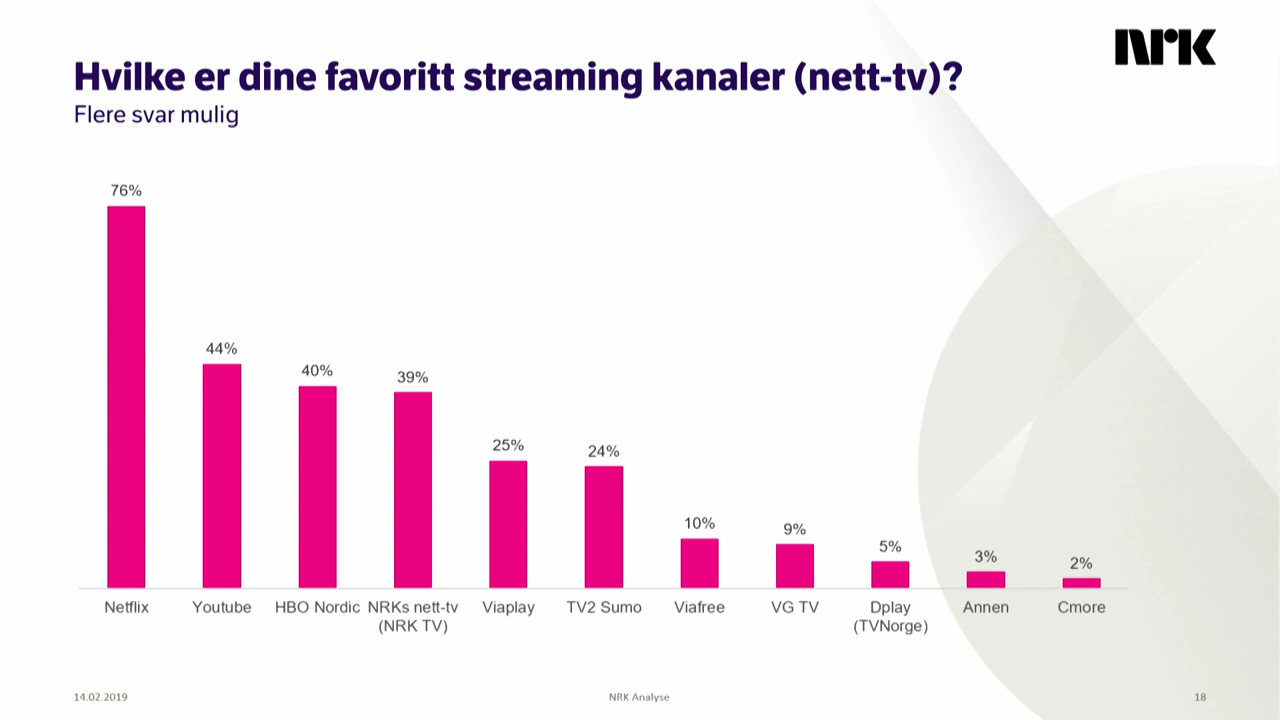 NRK
Hvilke er dine favoritt streaming kanaler (nett-tv)?
Flere svar mulig
76%
44%
40%
39%
25%
24%
10%
9%
5%
3%
2%
Netflix
Youtube
HBO Nordic
NRKs nett-tv
(NRK TV)
Viaplay
TV2 Sumo
Viafree
VG TV
Dplay
(TVNorge)
Annen
Cmore
14.02.2019
NRK Analyse
18